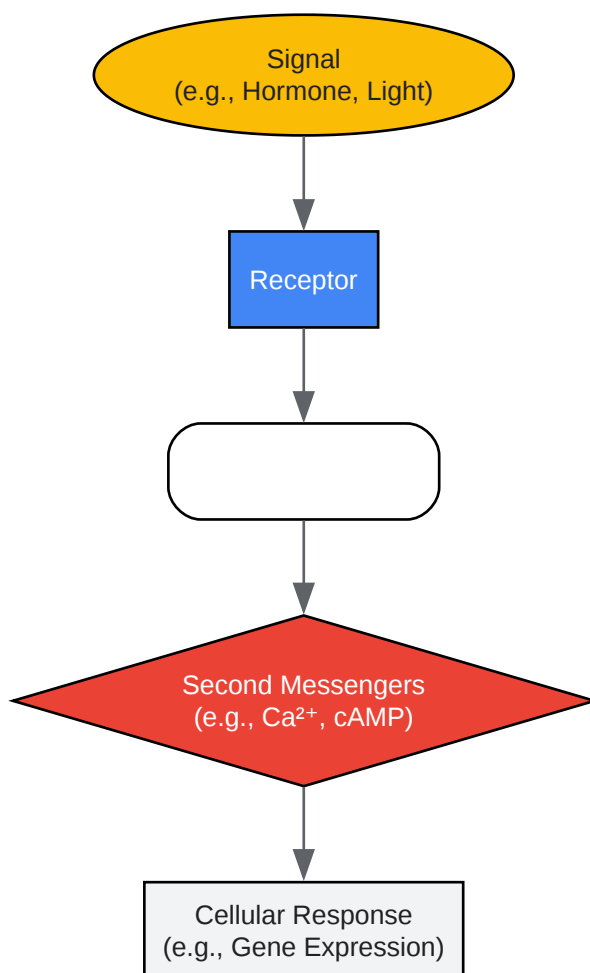 Signal
(e.g., Hormone, Light)
Receptor
Second Messengers
(e.g., Ca²⁺, cAMP)
Cellular Response
(e.g., Gene Expression)